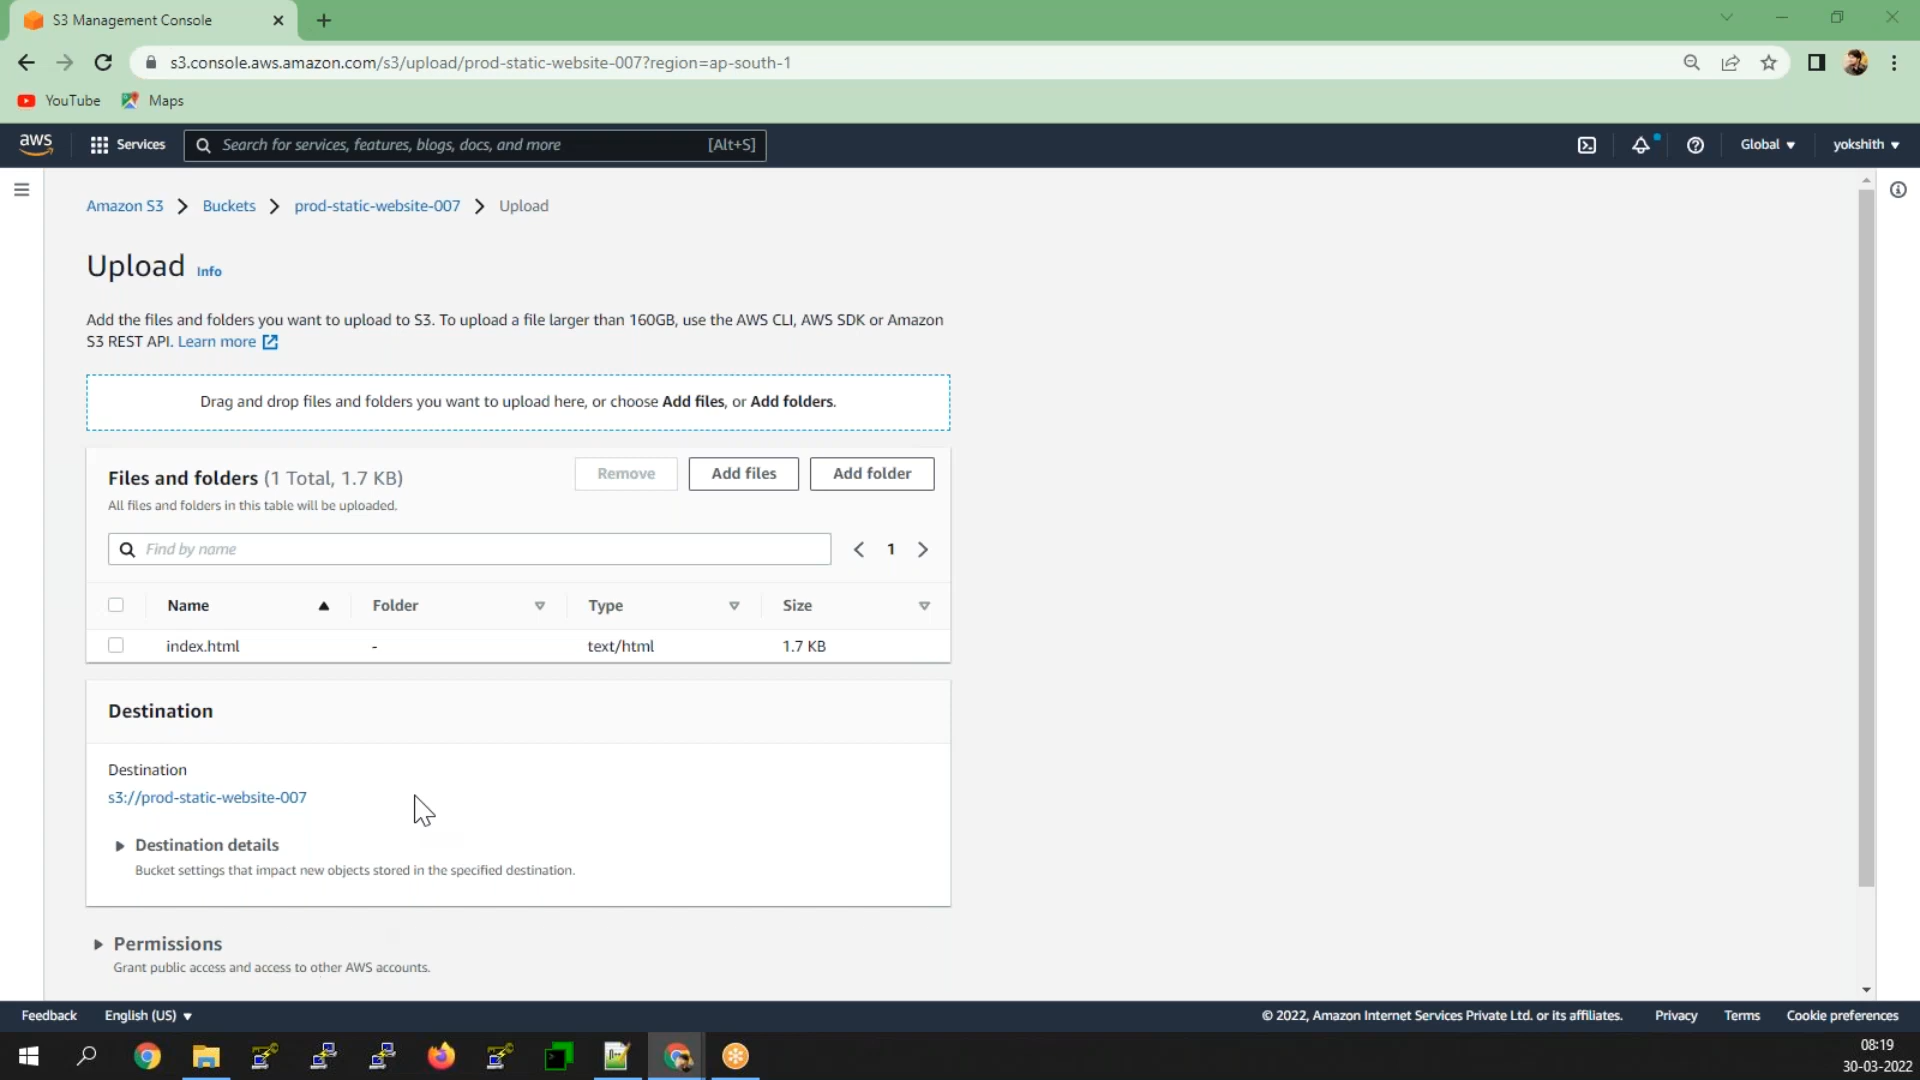 S3 Management Console
s3.console.aws.amazon.com/s3/upload/prod-static-website-007?region=ap-south-1
YouTube Maps
aws Services Search for services, features, blogs, docs, and more [Alt+S] Global ▼ yokshith ▼
Amazon S3 > Buckets > prod-static-website-007 > Upload
Upload Info
Add the files and folders you want to upload to S3. To upload a file larger than 160GB, use the AWS CLI, AWS SDK or Amazon
S3 REST API. Learn more
Drag and drop files and folders you want to upload here, or choose Add files, or Add folders.
Files and folders (1 Total, 1.7 KB) Remove Add files Add folder
All files and folders in this table will be uploaded.
Find by name 1
Name Folder Type Size
index.html - text/html 1.7 KB
Destination
Destination
s3://prod-static-website-007
Destination details
Bucket settings that impact new objects stored in the specified destination.
Permissions
Grant public access and access to other AWS accounts.
Feedback English (US) ▼ © 2022, Amazon Internet Services Private Ltd. or its affiliates. Privacy Terms Cookie preferences
08:19
30-03-2022